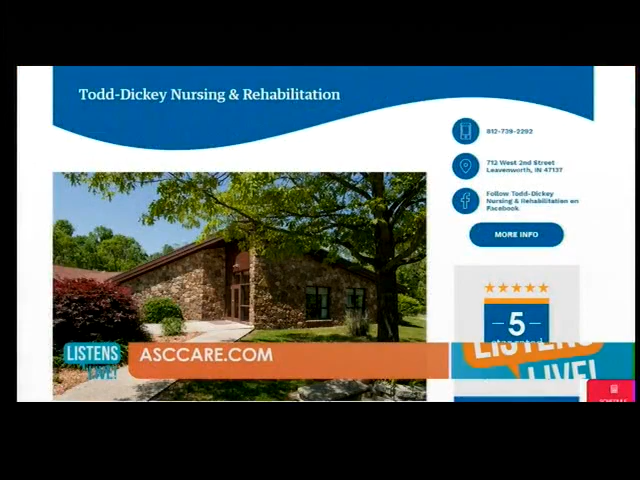 Todd-Dickey Nursing & Rehabilitation
812-739-2292
712 West 2nd Street
Leavenworth, IN 47137
Follow Todd-Dickey
Nursing & Rehabilitation on
Facebook
MORE INFO
5
LISTENS
LIVE!
ASCCARE.COM
LISTENS
LIVE!